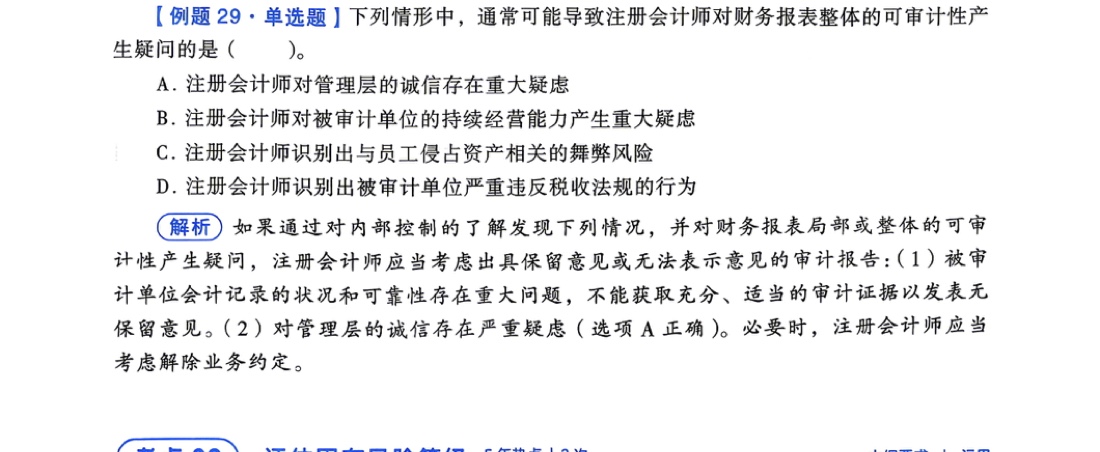 【例题 29·单选题】下列情形中，通常可能导致注册会计师对财务报表整体的可审计性产
生疑问的是（　　）。
A. 注册会计师对管理层的诚信存在重大疑虑
B. 注册会计师对被审计单位的持续经营能力产生重大疑虑
C. 注册会计师识别出与员工侵占资产相关的舞弊风险
D. 注册会计师识别出被审计单位严重违反税收法规的行为
解析 如果通过对内部控制的了解发现下列情况，并对财务报表局部或整体的可审
计性产生疑问，注册会计师应当考虑出具保留意见或无法表示意见的审计报告：（1）被审
计单位会计记录的状况和可靠性存在重大问题，不能获取充分、适当的审计证据以发表无
保留意见。（2）对管理层的诚信存在严重疑虑（选项 A 正确）。必要时，注册会计师应当
考虑解除业务约定。